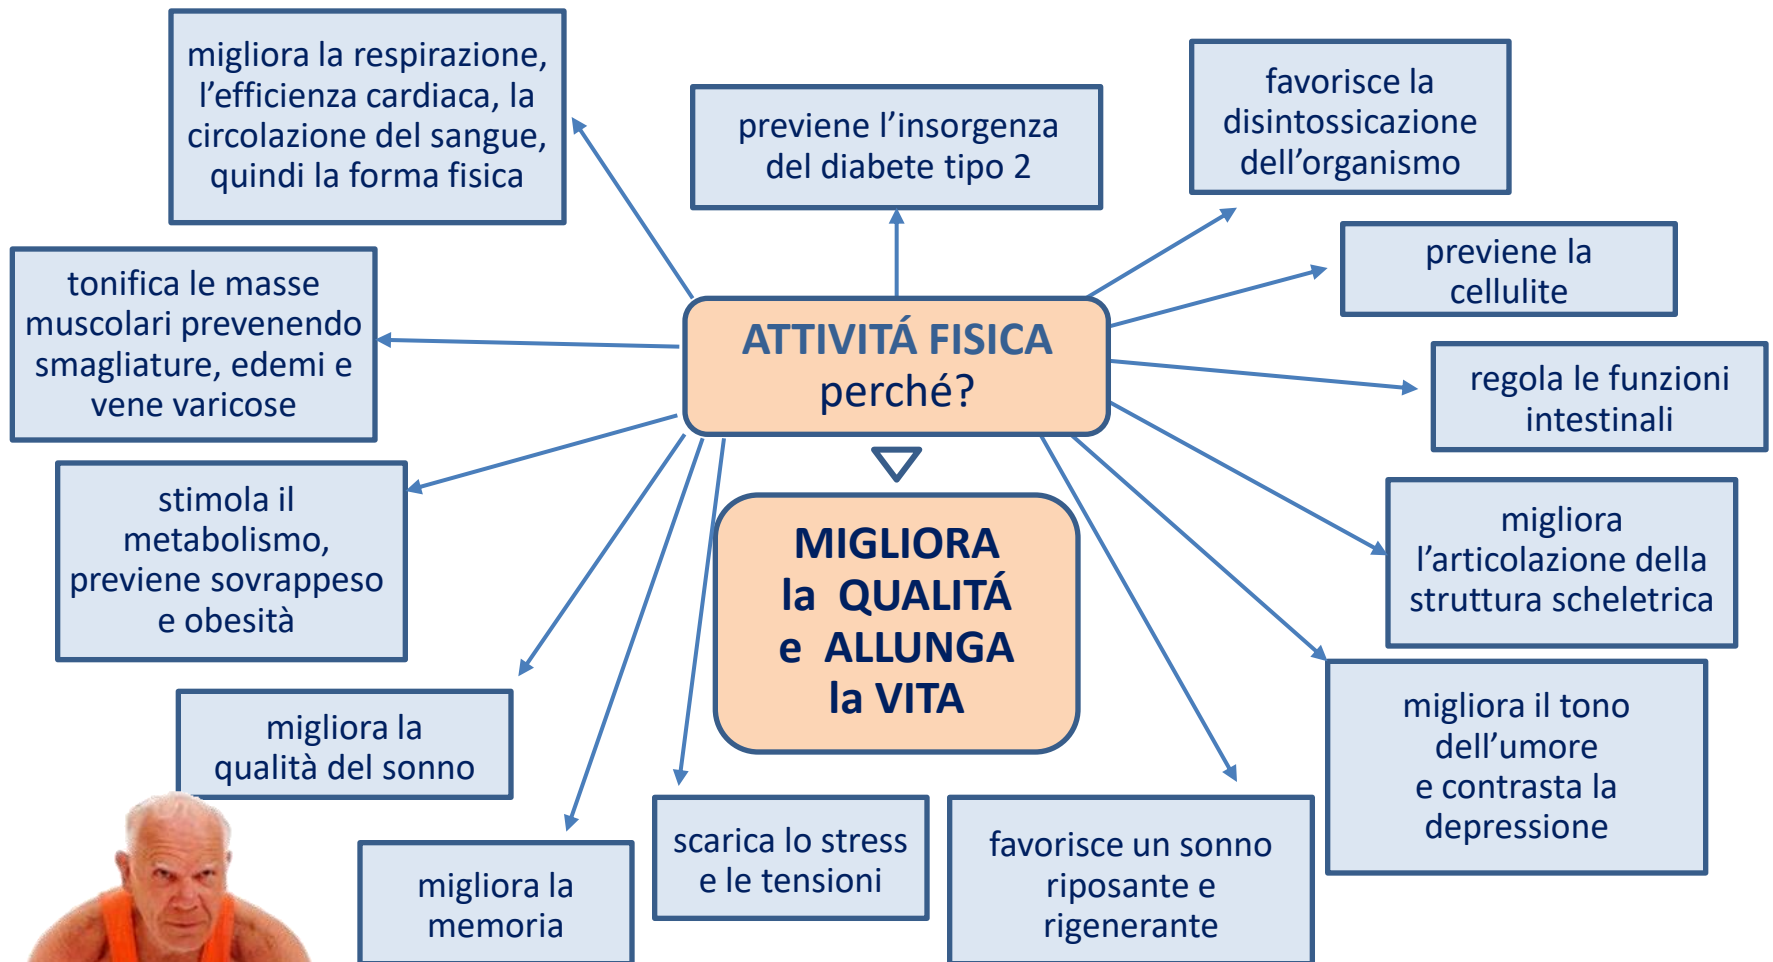 migliora la respirazione,
l’efficienza cardiaca, la
circolazione del sangue,
quindi la forma fisica
previene l’insorgenza
del diabete tipo 2
favorisce la
disintossicazione
dell’organismo
tonifica le masse
muscolari prevenendo
smagliature, edemi e
vene varicose
ATTIVITÁ FISICA
perché?
previene la
cellulite
regola le funzioni
intestinali
stimola il
metabolismo,
previene sovrappeso
e obesità
MIGLIORA
la QUALITÁ
e ALLUNGA
la VITA
migliora
l’articolazione della
struttura scheletrica
migliora la
qualità del sonno
migliora il tono
dell’umore
e contrasta la
depressione
migliora la
memoria
scarica lo stress
e le tensioni
favorisce un sonno
riposante e
rigenerante